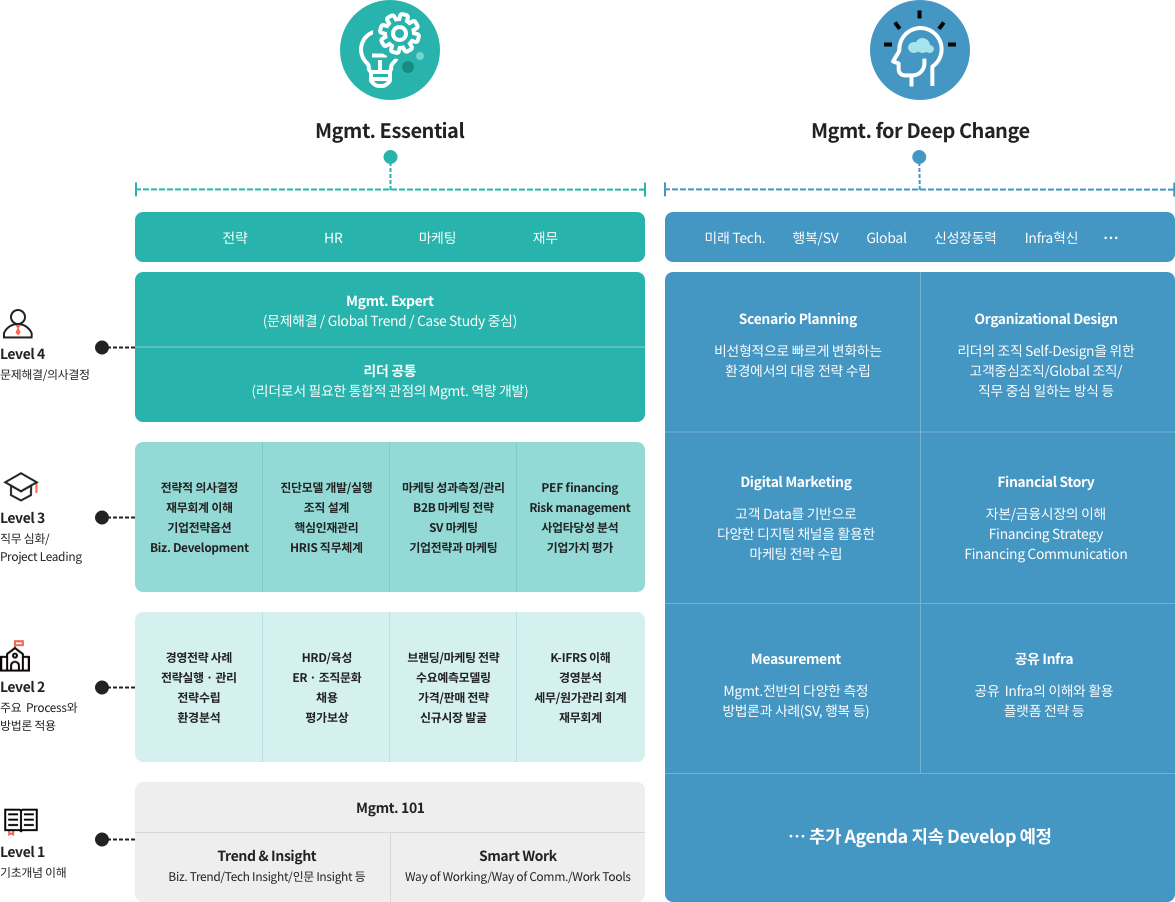 Mgmt. Essential
전략
HR
마케팅
재무
Level 4
문제해결/의사결정
Mgmt. Expert
(문제해결 / Global Trend / Case Study 중심)
리더 공통
(리더로서 필요한 통합적 관점의 Mgmt. 역량 개발)
Level 3
직무 심화/
Project Leading
전략적 의사결정
재무회계 이해
기업전략옵션
Biz. Development
진단모델 개발/실행
조직 설계
핵심인재관리
HRIS 직무체계
마케팅 성과측정/관리
B2B 마케팅 전략
SV 마케팅
기업전략과 마케팅
PEF financing
Risk management
사업타당성 분석
기업가치 평가
Level 2
주요 Process와
방법론 적용
경영전략 사례
전략실행 · 관리
전략수립
환경분석
HRD/육성
ER · 조직문화
채용
평가보상
브랜딩/마케팅 전략
수요예측모델링
가격/판매 전략
신규시장 발굴
K-IFRS 이해
경영분석
세무/원가관리 회계
재무회계
Level 1
기초개념 이해
Mgmt. 101
Trend & Insight
Biz. Trend/Tech Insight/인문 Insight 등
Smart Work
Way of Working/Way of Comm./Work Tools
Mgmt. for Deep Change
미래 Tech.
행복/SV
Global
신성장동력
Infra혁신
···
Scenario Planning
비선형적으로 빠르게 변화하는
환경에서의 대응 전략 수립
Organizational Design
리더의 조직 Self-Design을 위한
고객중심조직/Global 조직/
직무 중심 일하는 방식 등
Digital Marketing
고객 Data를 기반으로
다양한 디지털 채널을 활용한
마케팅 전략 수립
Financial Story
자본/금융시장의 이해
Financing Strategy
Financing Communication
Measurement
Mgmt.전반의 다양한 측정
방법론과 사례(SV, 행복 등)
공유 Infra
공유 Infra의 이해와 활용
플랫폼 전략 등
··· 추가 Agenda 지속 Develop 예정